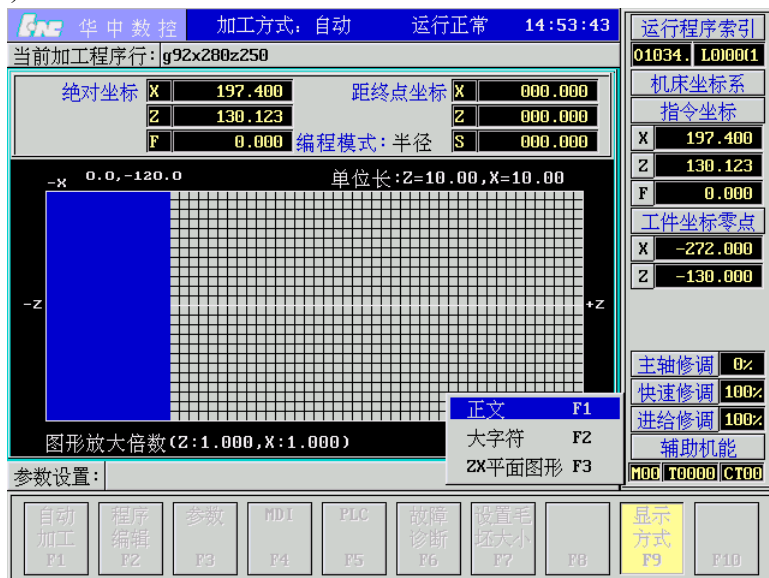 华中数控 加工方式:自动 运行正常 14:53:43
当前加工程序行: g92x280z250
绝对坐标 X 197.400 距终点坐标 X 000.000
Z 130.123 Z 000.000
F 0.000 编程模式:半径 S 000.000
-X 0.0,-120.0 单位长:Z=10.00,X=10.00
-Z +Z
图形放大倍数(Z:1.000,X:1.000)
正文 F1
大字符 F2
ZX平面图形 F3
参数设置:
运行程序索引
O1034. L0)00(1
机床坐标系
指令坐标
X 197.400
Z 130.123
F 0.000
工件坐标零点
X -272.000
Z -130.000
主轴修调 0%
快速修调 100%
进给修调 100%
辅助机能
M00 T0000 CT00
自动加工 F1
程序编辑 F2
参数 F3
MDI F4
PLC F5
故障诊断 F6
设置毛坯大小 F7
F8
显示方式 F9
F10